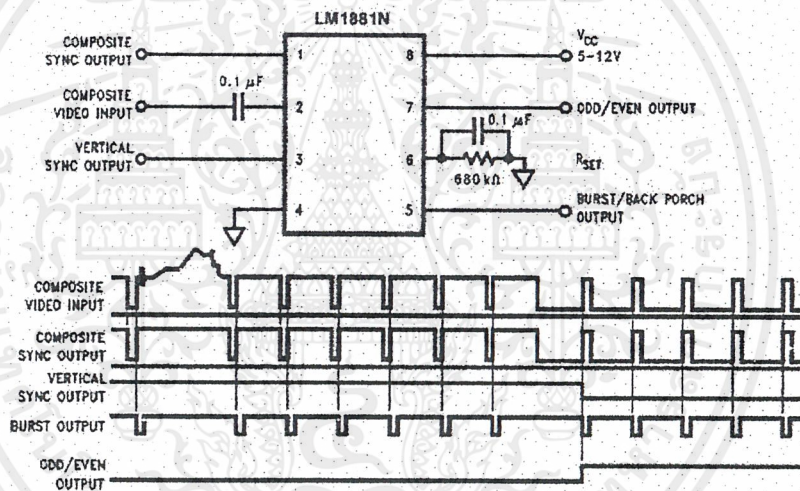 LM1881N
COMPOSITE
SYNC OUTPUT
1
8
VCC
5-12V
0.1 μF
COMPOSITE
VIDEO INPUT
2
7
ODD/EVEN OUTPUT
0.1 μF
VERTICAL
SYNC OUTPUT
3
6
RSET
680 kΩ
4
5
BURST/BACK PORCH
OUTPUT
COMPOSITE
VIDEO INPUT
COMPOSITE
SYNC OUTPUT
VERTICAL
SYNC OUTPUT
BURST OUTPUT
ODD/EVEN
OUTPUT